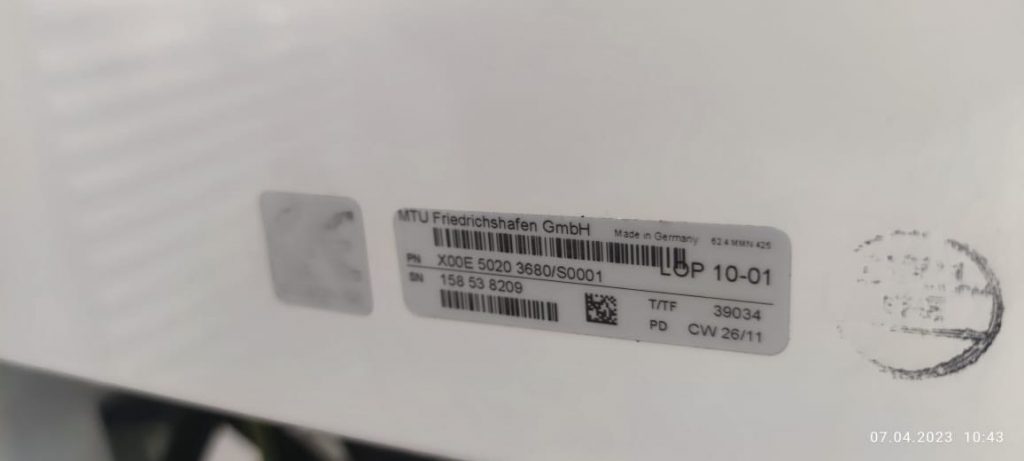 MTU Friedrichshafen GmbH
Made in Germany
PN X00E 5020 3680/S0001
LOP 10-01
SN 158 53 8209
T/TF 39034
PD CW 26/11
07.04.2023 10:43